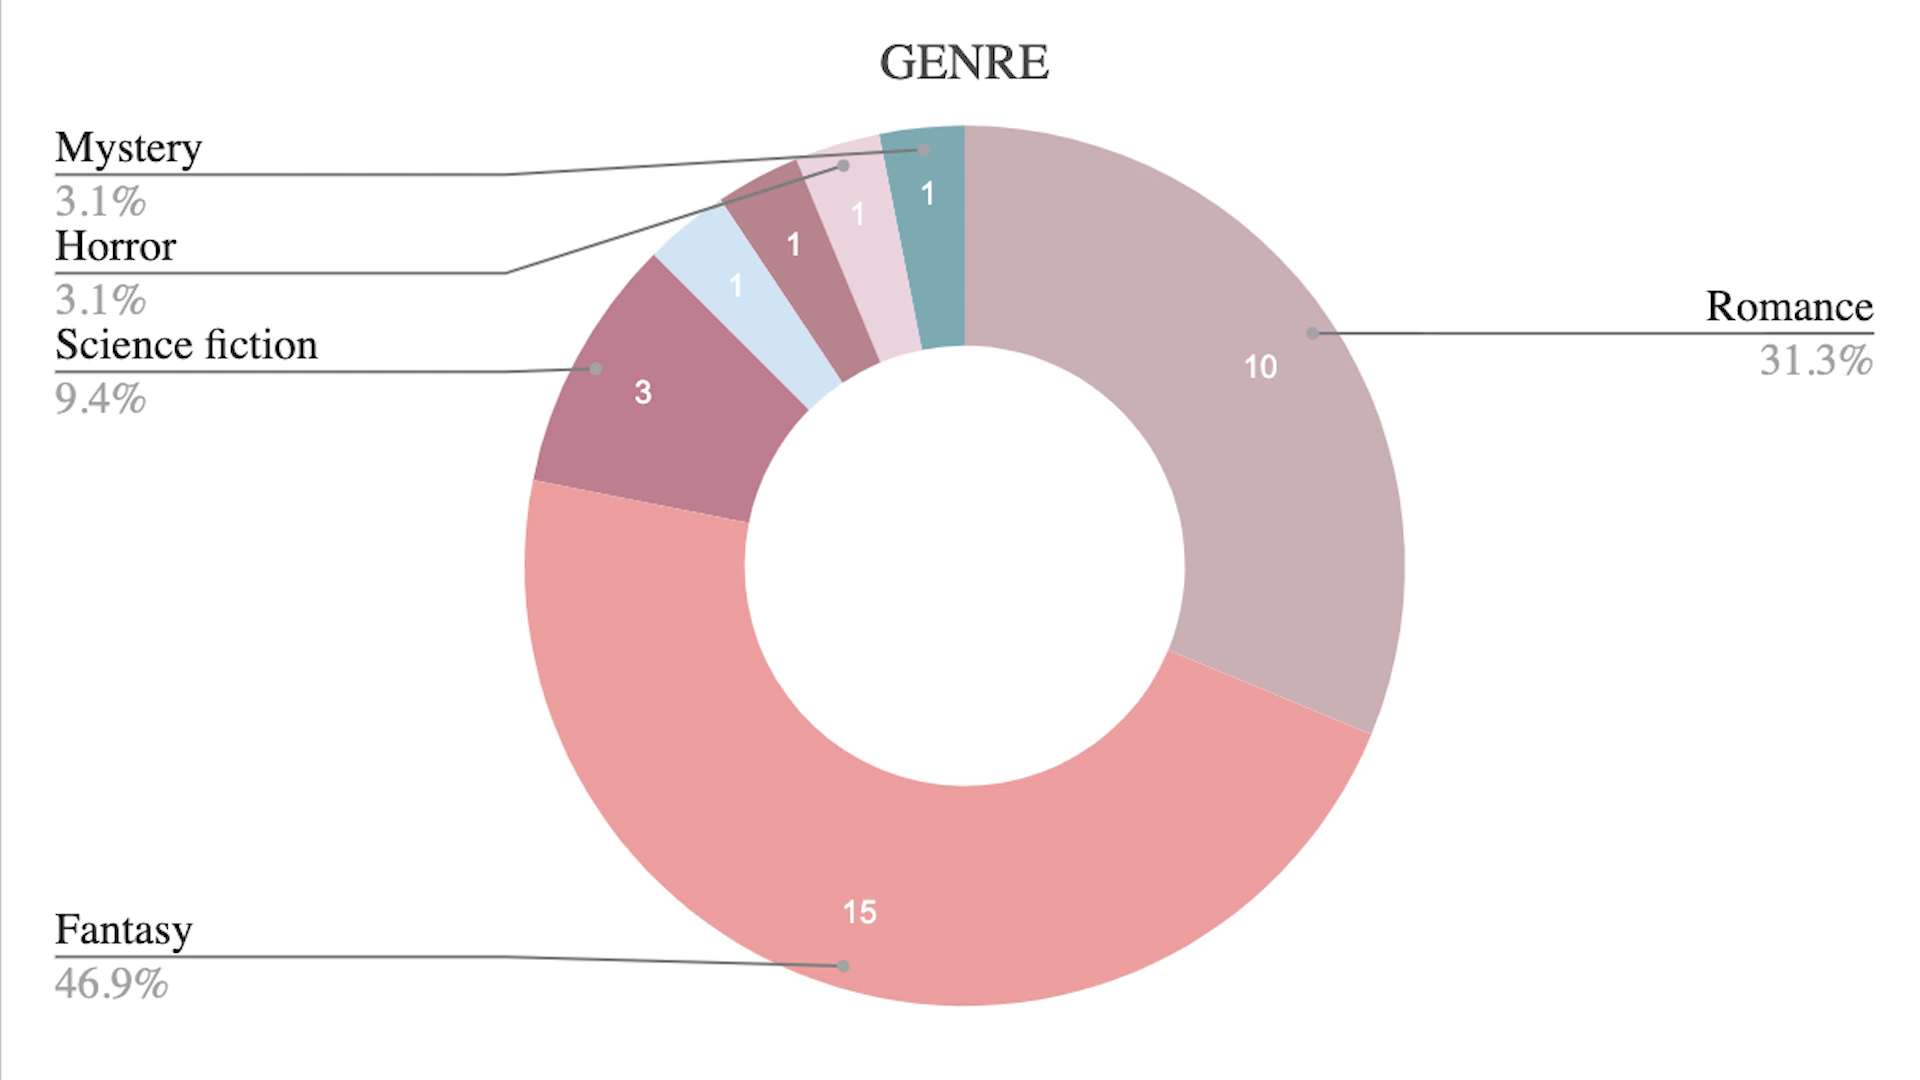 GENRE
Mystery
3.1%
Horror
3.1%
Science fiction
9.4%
Fantasy
46.9%
Romance
31.3%
1
1
1
1
3
10
15